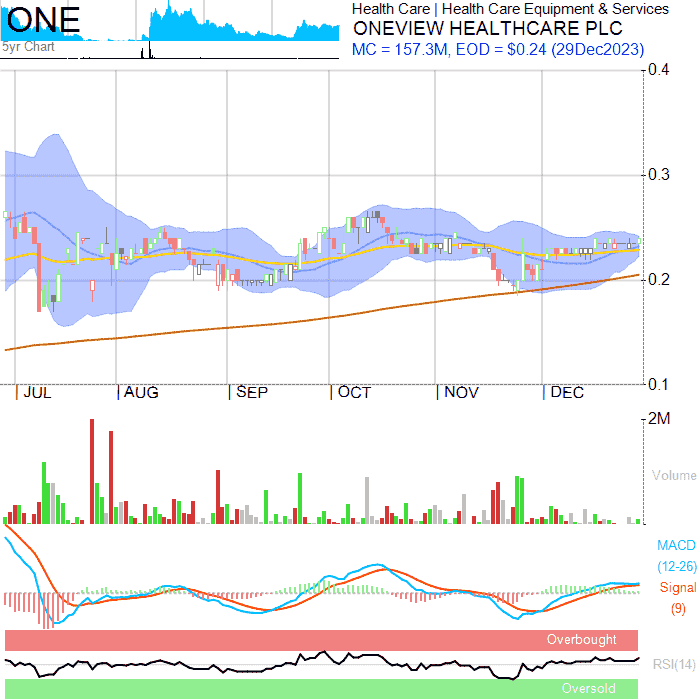 ONE
5yr Chart
Health Care | Health Care Equipment & Services
ONEVIEW HEALTHCARE PLC
MC = 157.3M, EOD = $0.24 (29Dec2023)
0.4
0.3
0.2
0.1
| JUL | AUG | SEP | OCT | NOV | DEC
2M
Volume
MACD
(12-26)
Signal
(9)
Overbought
RSI(14)
Oversold